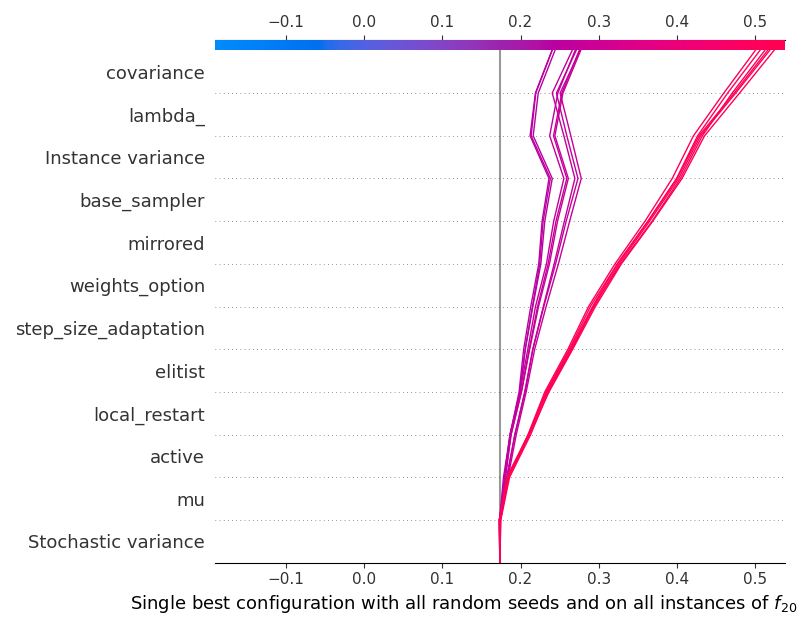 −0.1 0.0 0.1 0.2 0.3 0.4 0.5
covariance
lambda_
Instance variance
base_sampler
mirrored
weights_option
step_size_adaptation
elitist
local_restart
active
mu
Stochastic variance
−0.1 0.0 0.1 0.2 0.3 0.4 0.5
Single best configuration with all random seeds and on all instances of f₂₀